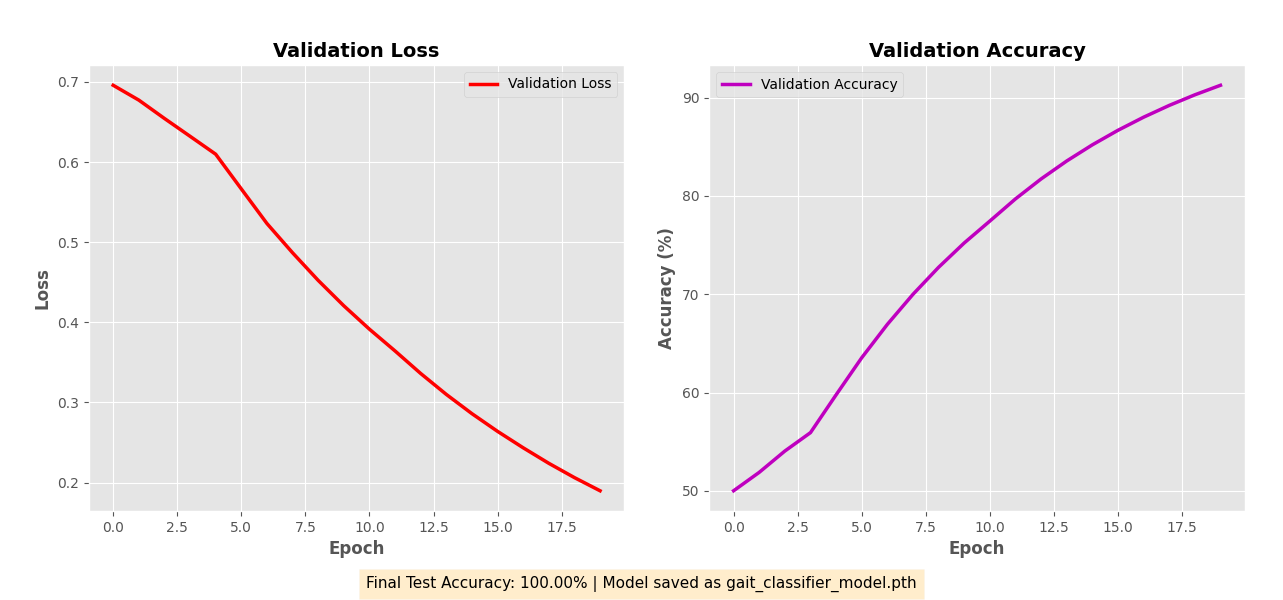 Validation Loss
Validation Loss
0.7
0.6
0.5
0.4
0.3
0.2
Loss
0.0 2.5 5.0 7.5 10.0 12.5 15.0 17.5
Epoch
Validation Accuracy
Validation Accuracy
90
80
70
60
50
Accuracy (%)
0.0 2.5 5.0 7.5 10.0 12.5 15.0 17.5
Epoch
Final Test Accuracy: 100.00% | Model saved as gait_classifier_model.pth